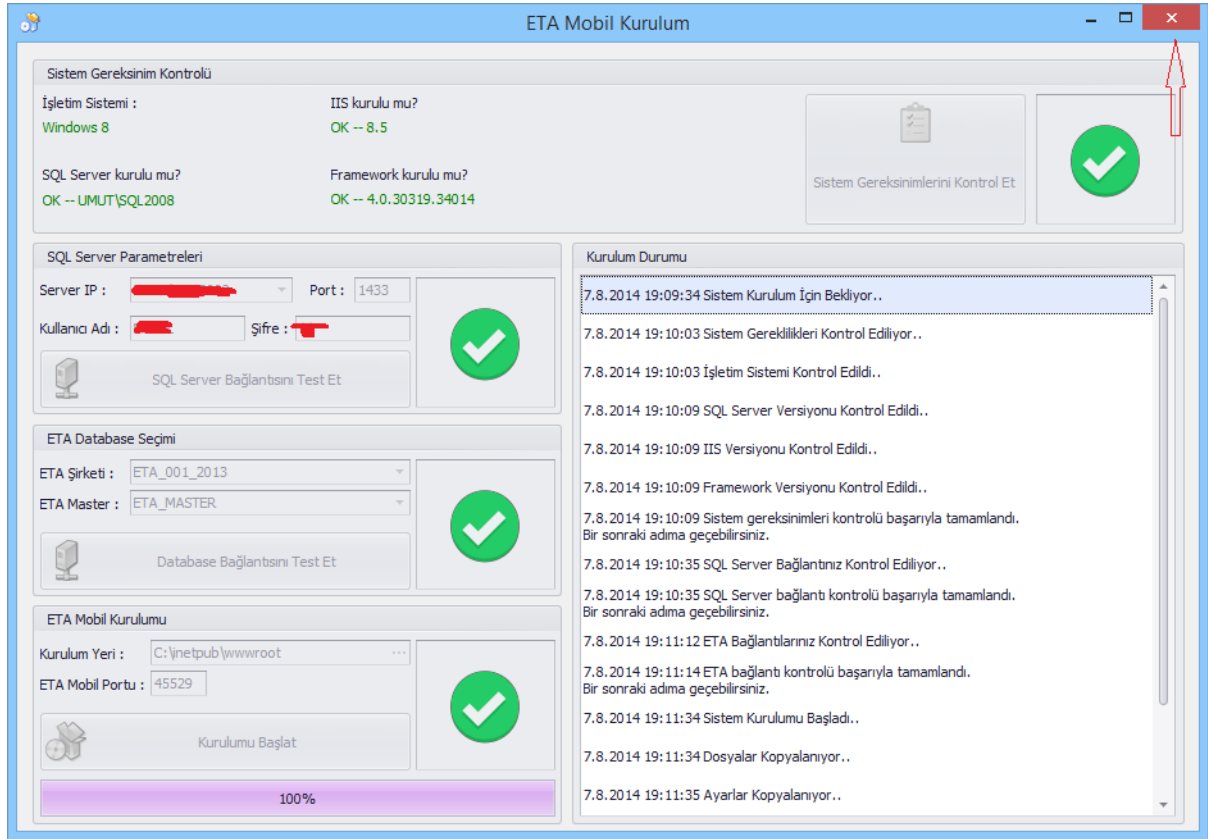 ETA Mobil Kurulum
Sistem Gereksinim Kontrolü
İşletim Sistemi :
Windows 8
IIS kurulu mu?
OK -- 8.5
SQL Server kurulu mu?
OK -- UMUT\SQL2008
Framework kurulu mu?
OK -- 4.0.30319.34014
Sistem Gereksinimlerini Kontrol Et
SQL Server Parametreleri
Server IP :
Port : 1433
Kullanıcı Adı :
Şifre :
SQL Server Bağlantısını Test Et
ETA Database Seçimi
ETA Şirketi : ETA_001_2013
ETA Master : ETA_MASTER
Database Bağlantısını Test Et
ETA Mobil Kurulumu
Kurulum Yeri : C:\inetpub\wwwroot ...
ETA Mobil Portu : 45529
Kurulumu Başlat
100%
Kurulum Durumu
7.8.2014 19:09:34 Sistem Kurulum İçin Bekliyor..
7.8.2014 19:10:03 Sistem Gereklilikleri Kontrol Ediliyor..
7.8.2014 19:10:03 İşletim Sistemi Kontrol Edildi..
7.8.2014 19:10:09 SQL Server Versiyonu Kontrol Edildi..
7.8.2014 19:10:09 IIS Versiyonu Kontrol Edildi..
7.8.2014 19:10:09 Framework Versiyonu Kontrol Edildi..
7.8.2014 19:10:09 Sistem gereksinimleri kontrolü başarıyla tamamlandı.
Bir sonraki adıma geçebilirsiniz.
7.8.2014 19:10:35 SQL Server Bağlantınız Kontrol Ediliyor..
7.8.2014 19:10:35 SQL Server bağlantı kontrolü başarıyla tamamlandı.
Bir sonraki adıma geçebilirsiniz.
7.8.2014 19:11:12 ETA Bağlantılarınız Kontrol Ediliyor..
7.8.2014 19:11:14 ETA bağlantı kontrolü başarıyla tamamlandı.
Bir sonraki adıma geçebilirsiniz.
7.8.2014 19:11:34 Sistem Kurulumu Başladı..
7.8.2014 19:11:34 Dosyalar Kopyalanıyor..
7.8.2014 19:11:35 Ayarlar Kopyalanıyor..